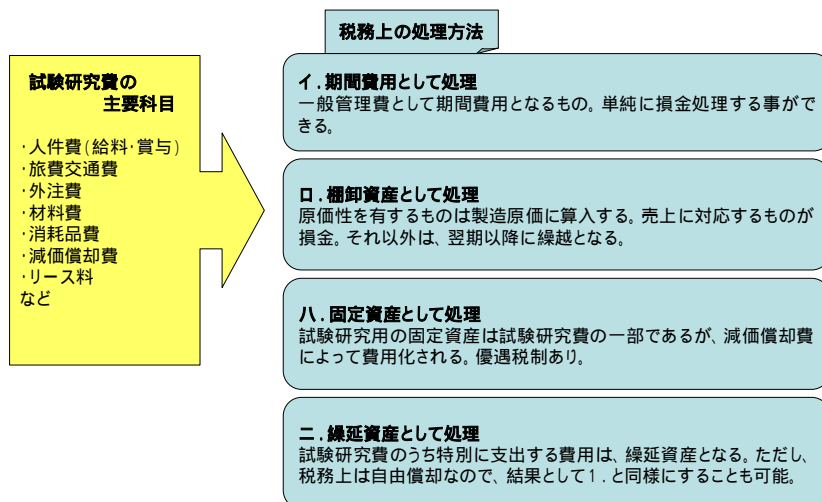 税務上の処理方法
試験研究費の
主要科目
・人件費(給料・賞与)
・旅費交通費
・外注費
・材料費
・消耗品費
・減価償却費
・リース料
など
イ．期間費用として処理
一般管理費として期間費用となるもの。単純に損金処理する事がで
きる。
ロ．棚卸資産として処理
原価性を有するものは製造原価に算入する。売上に対応するものが
損金。それ以外は、翌期以降に繰越となる。
ハ．固定資産として処理
試験研究用の固定資産は試験研究費の一部であるが、減価償却費
によって費用化される。優遇税制あり。
ニ．繰延資産として処理
試験研究費のうち特別に支出する費用は、繰延資産となる。ただし、
税務上は自由償却なので、結果として１．と同様にすることも可能。